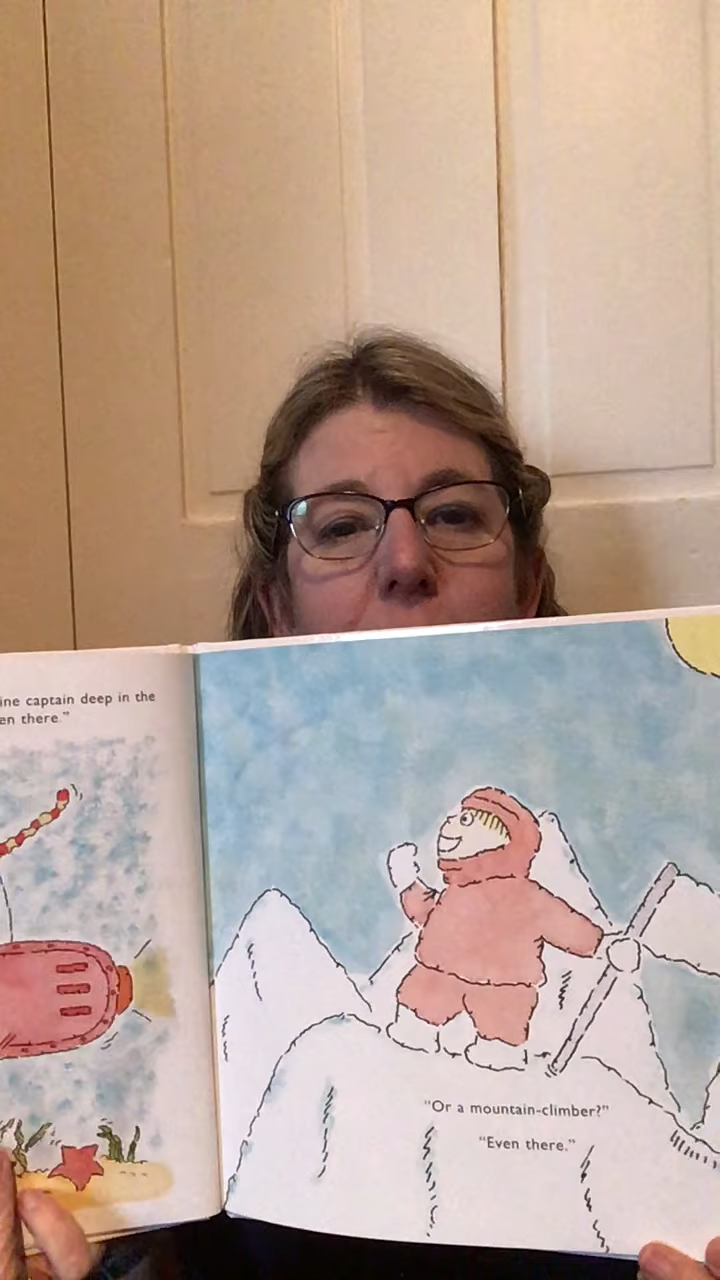 ine captain deep in the
en there."
"Or a mountain-climber?"
"Even there."